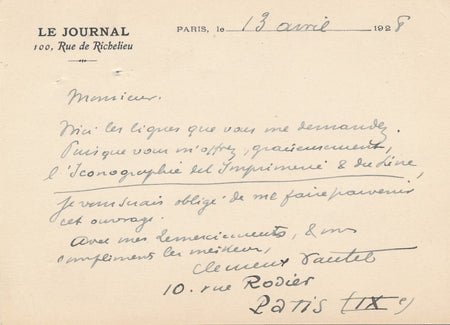 LE JOURNAL
100, Rue de Richelieu
PARIS, le 13 avril 1928
Monsieur.
Voici les lignes que vous me demandez.
Puisque vous m'offrez, gracieusement,
l'Iconographie de l'Imprimerie & du Livre,
je vous serais obligé de me faire parvenir
cet ouvrage.
Avec mes remerciements, & mes
compliments les meilleurs,
Clément Vautel
10. rue Rodier
Paris (IXe)